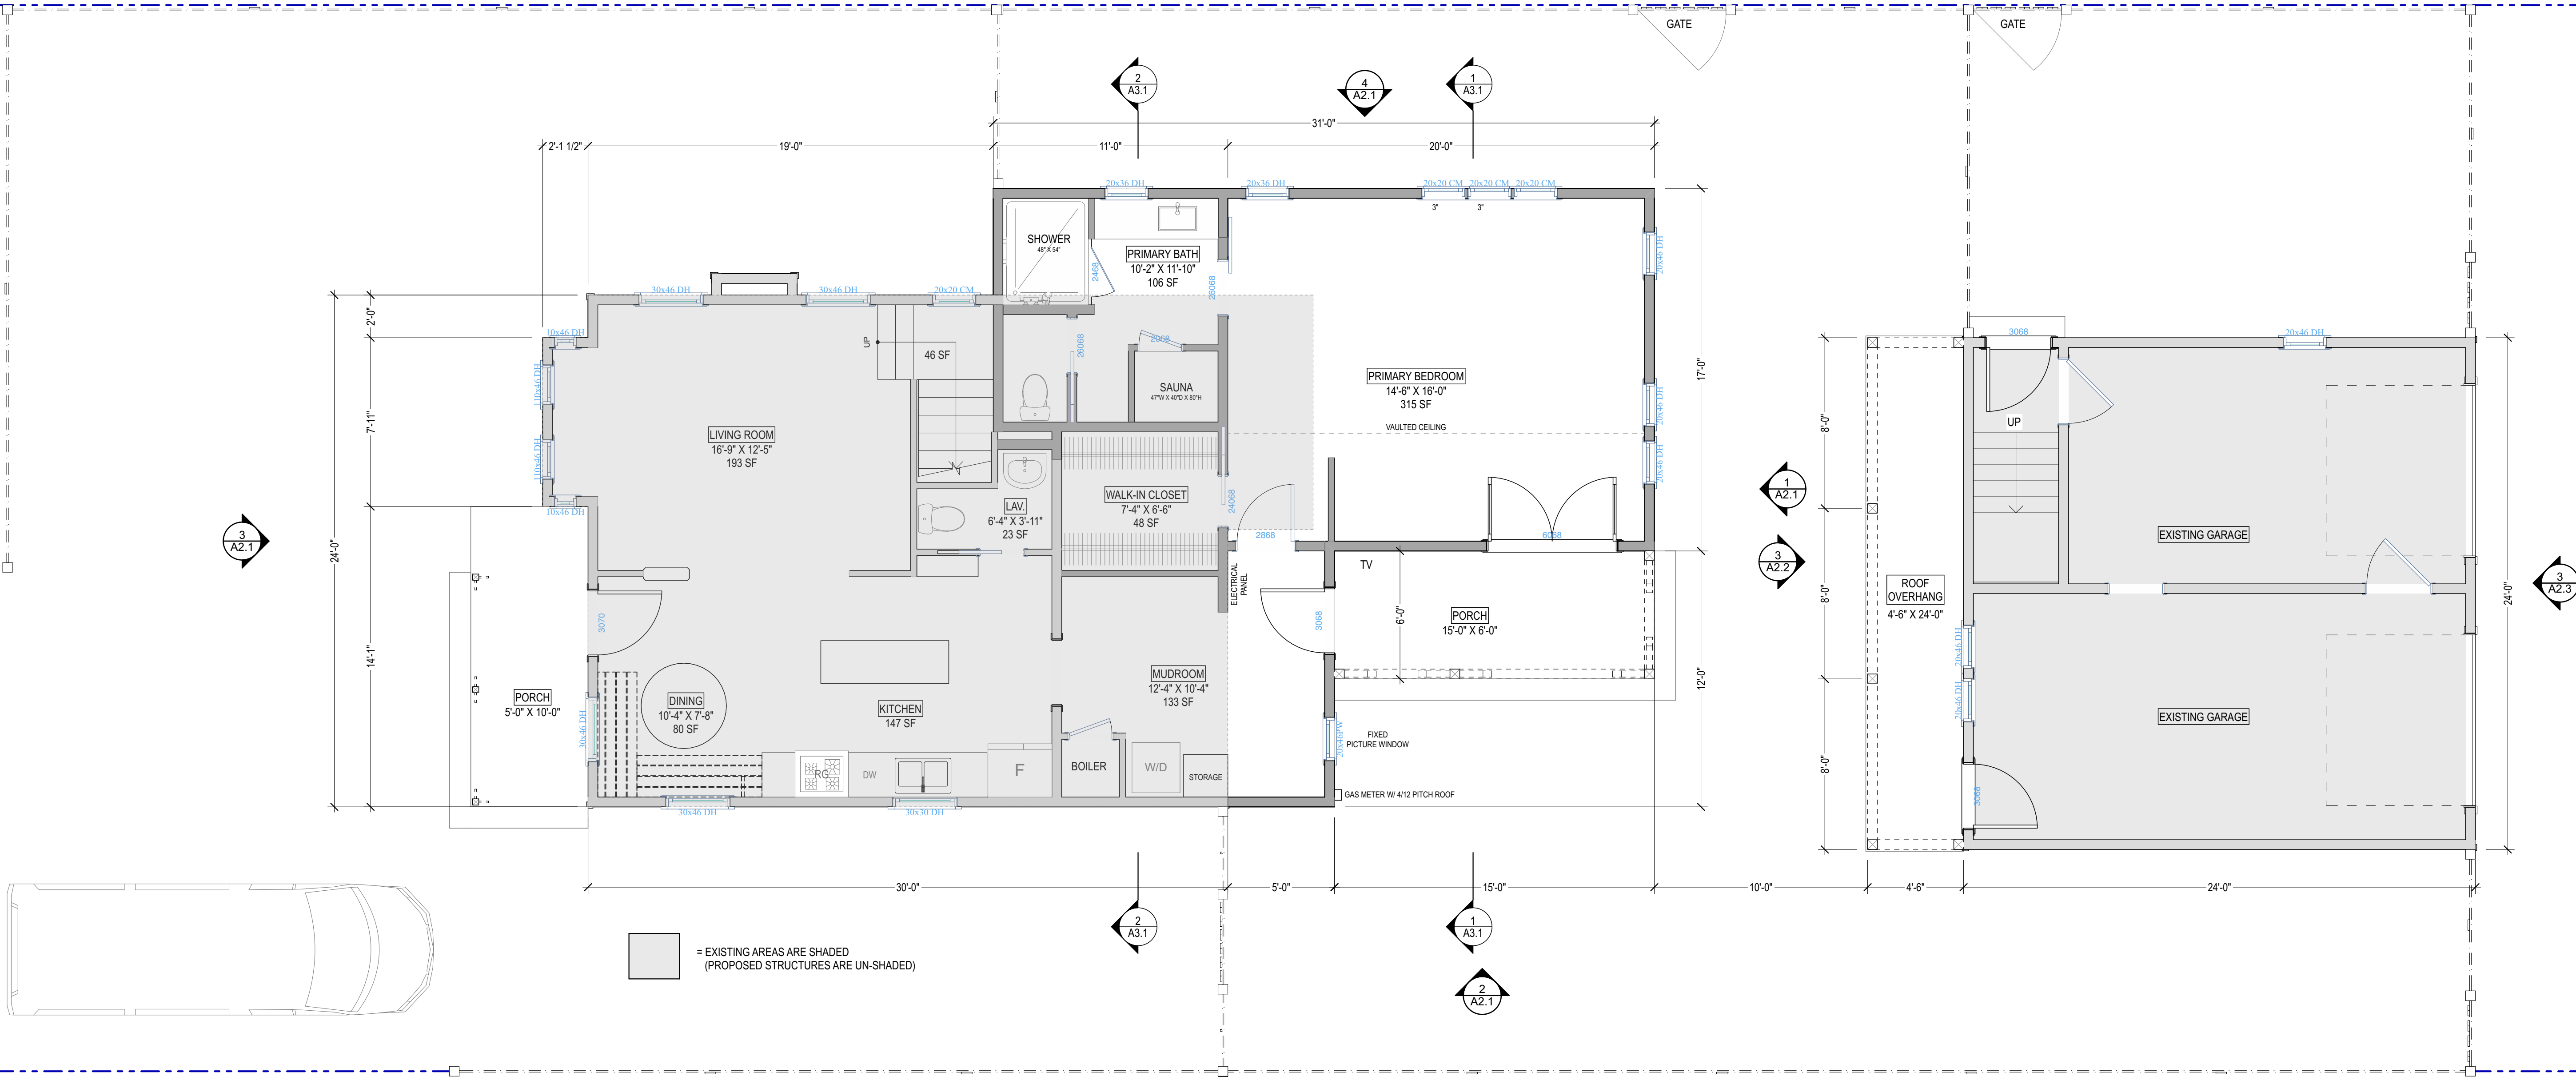 GATE
GATE
2
A3.1
4
A2.1
1
A3.1
31'-0"
2'-1 1/2"
19'-0"
11'-0"
20'-0"
20x36 DH
20x36 DH
20x20 CM
20x20 CM
20x20 CM
3"
3"
SHOWER
48" X 54"
2468
PRIMARY BATH
10'-2" X 11'-10"
106 SF
26068
20x46 DH
30x46 DH
30x46 DH
20x20 CM
2'-0"
10x46 DH
UP
46 SF
26068
2068
SAUNA
47"W X 40"D X 80"H
PRIMARY BEDROOM
14'-6" X 16'-0"
315 SF
17'-0"
20x46 DH
20x46 DH
VAULTED CEILING
110x46 DH
110x46 DH
7'-11"
LIVING ROOM
16'-9" X 12'-5"
193 SF
10x46 DH
LAV.
6'-4" X 3'-11"
23 SF
WALK-IN CLOSET
7'-4" X 6'-6"
48 SF
24068
2868
6068
3
A2.1
24'-0"
ELECTRICAL
PANEL
TV
3070
3068
6'-0"
PORCH
15'-0" X 6'-0"
14'-1"
PORCH
5'-0" X 10'-0"
DINING
10'-4" X 7'-8"
80 SF
KITCHEN
147 SF
MUDROOM
12'-4" X 10'-4"
133 SF
12'-0"
30x46 DH
20x46PW
FIXED
PICTURE WINDOW
RG
DW
F
BOILER
W/D
STORAGE
GAS METER W/ 4/12 PITCH ROOF
30x46 DH
30x30 DH
3068
20x46 DH
8'-0"
UP
1
A2.1
3
A2.2
EXISTING GARAGE
8'-0"
ROOF
OVERHANG
4'-6" X 24'-0"
24'-0"
3
A2.3
20x46 DH
20x46 DH
EXISTING GARAGE
8'-0"
3068
30'-0"
5'-0"
15'-0"
10'-0"
4'-6"
24'-0"
2
A3.1
1
A3.1
= EXISTING AREAS ARE SHADED
(PROPOSED STRUCTURES ARE UN-SHADED)
2
A2.1